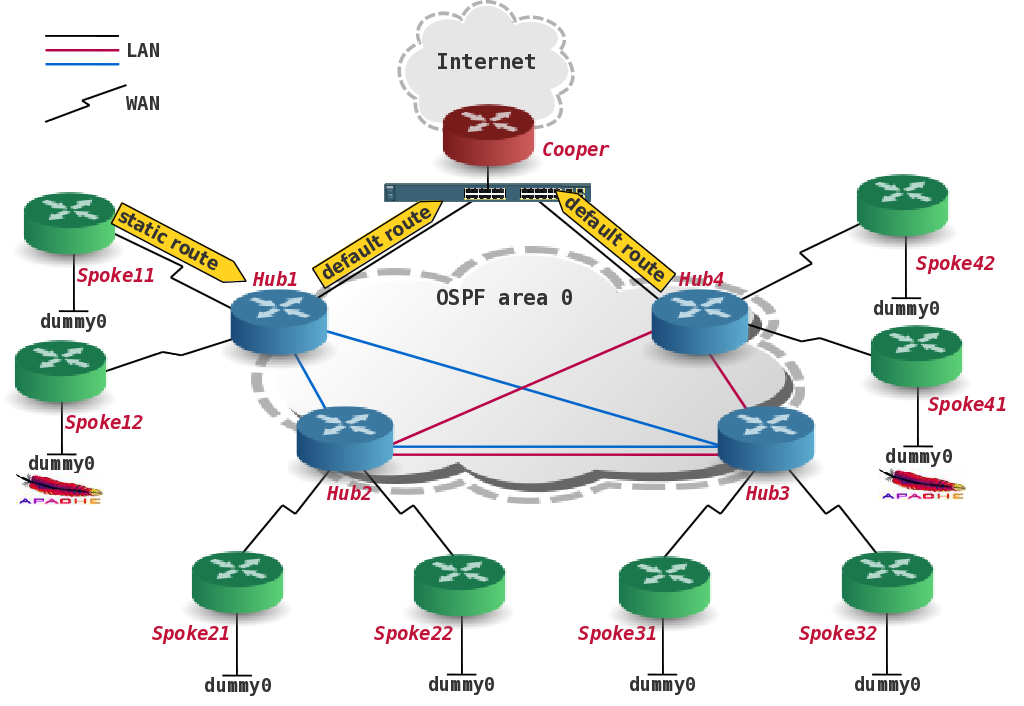 LAN
WAN
Internet
Cooper
static route
default route
default route
Spoke11
Hub1
Hub4
Spoke42
OSPF area 0
dummy0
dummy0
Spoke12
Spoke41
dummy0
APACHE
dummy0
APACHE
Hub2
Hub3
Spoke21
Spoke22
Spoke31
Spoke32
dummy0
dummy0
dummy0
dummy0